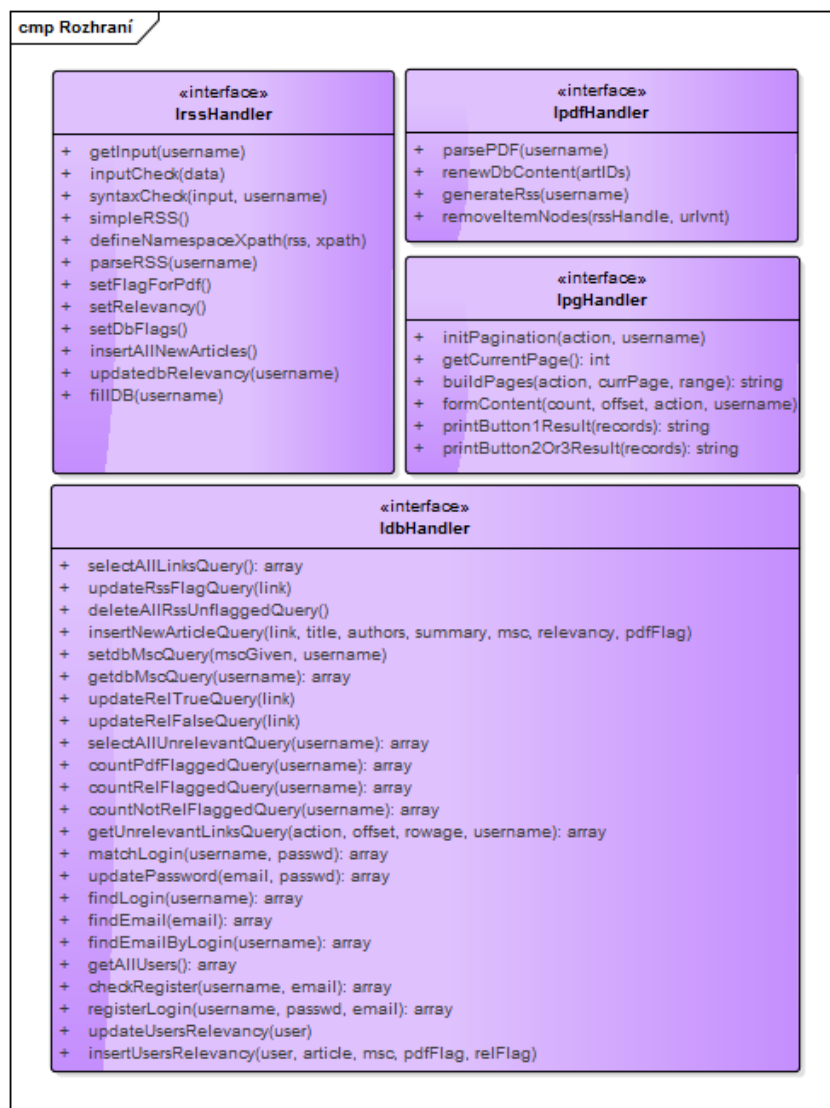 cmp Rozhraní
«interface»
IrssHandler
+ getInput(username)
+ inputCheck(data)
+ syntaxCheck(input, username)
+ simpleRSS()
+ defineNamespaceXpath(rss, xpath)
+ parseRSS(username)
+ setFlagForPdf()
+ setRelevancy()
+ setDbFlags()
+ insertAllNewArticles()
+ updatedbRelevancy(username)
+ fillDB(username)
«interface»
IpdfHandler
+ parsePDF(username)
+ renewDbContent(artIDs)
+ generateRss(username)
+ removeItemNodes(rssHandle, urlvnt)
«interface»
IpgHandler
+ initPagination(action, username)
+ getCurrentPage(): int
+ buildPages(action, currPage, range): string
+ formContent(count, offset, action, username)
+ printButton1Result(records): string
+ printButton2Or3Result(records): string
«interface»
IdbHandler
+ selectAllLinksQuery(): array
+ updateRssFlagQuery(link)
+ deleteAllRssUnflaggedQuery()
+ insertNewArticleQuery(link, title, authors, summary, msc, relevancy, pdfFlag)
+ setdbMscQuery(mscGiven, username)
+ getdbMscQuery(username): array
+ updateRelTrueQuery(link)
+ updateRelFalseQuery(link)
+ selectAllUnrelevantQuery(username): array
+ countPdfFlaggedQuery(username): array
+ countRelFlaggedQuery(username): array
+ countNotRelFlaggedQuery(username): array
+ getUnrelevantLinksQuery(action, offset, rowage, username): array
+ matchLogin(username, passwd): array
+ updatePassword(email, passwd): array
+ findLogin(username): array
+ findEmail(email): array
+ findEmailByLogin(username): array
+ getAllUsers(): array
+ checkRegister(username, email): array
+ registerLogin(username, passwd, email): array
+ updateUsersRelevancy(user)
+ insertUsersRelevancy(user, article, msc, pdfFlag, relFlag)